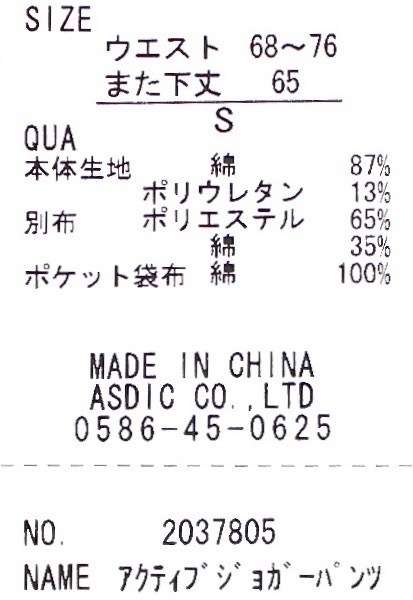 SIZE
ウエスト 68～76
また下丈 65
S
QUA
本体生地 綿 87%
ポリウレタン 13%
別布 ポリエステル 65%
綿 35%
ポケット袋布 綿 100%
MADE IN CHINA
ASDIC CO.,LTD
0586-45-0625
NO. 2037805
NAME ｱｸﾃｨﾌﾞｼﾞｮｶﾞｰﾊﾟﾝﾂ